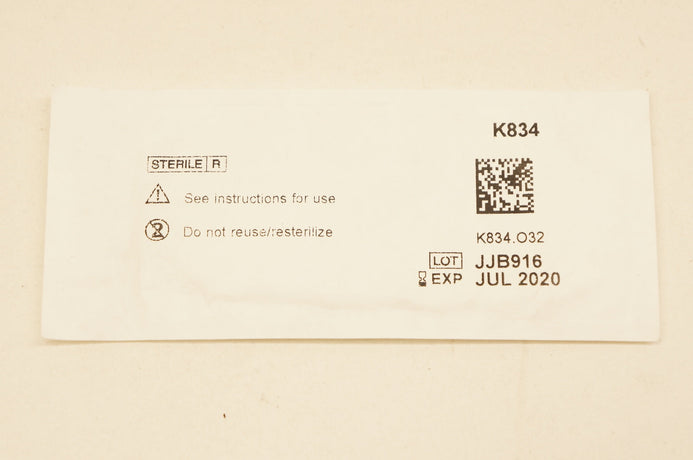 K834
STERILE R
See instructions for use
Do not reuse/resterilize
K834.O32
LOT JJB916
EXP JUL 2020